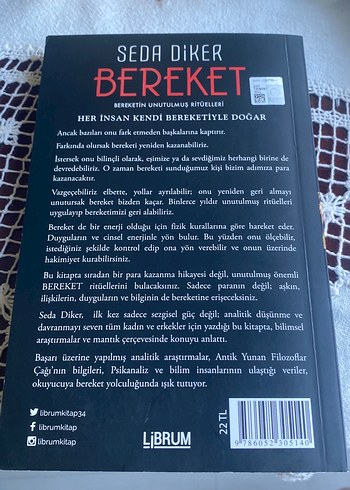 SEDA DİKER
BEREKET
BEREKETİN UNUTULMUŞ RİTÜELLERİ
HER İNSAN KENDİ BEREKETİYLE DOĞAR
Ancak bazıları onu fark etmeden başkalarına kaptırır.
Farkında olursak bereketi yeniden kazanabiliriz.
İstersek onu bilinçli olarak, eşimize ya da sevdiğimiz herhangi birine de
devredebiliriz. O zaman bereketi sunduğumuz kişi bizim adımıza para
kazanacaktır.
Vazgeçebiliriz elbette, yollar ayrılabilir; onu yeniden geri almayı
unutursak bereket bizden kaçar. Binlerce yıldır unutulmuş ritüelleri
uygulayıp bereketimizi geri alabiliriz.
Bereket de bir enerji olduğu için fizik kurallarına göre hareket eder.
Duyguların ve cinsel enerjinle yön bulur. Bu yüzden onu ölçebilir,
istediğiniz şekilde kontrol edip ona yön verebilir ve onun üzerinde
hakimiyet kurabilirsiniz.
Bu kitapta sıradan bir para kazanma hikayesi değil, unutulmuş önemli
BEREKET ritüellerini bulacaksınız. Sadece paranın değil; aşkın,
ilişkilerin, duyguların ve bilginin de bereketine erişeceksiniz.
Seda Diker, ilk kez sadece sezgisel güç değil; analitik düşünme ve
davranmayı seven tüm kadın ve erkekler için yazdığı bu kitapta, bilimsel
araştırmalar ve mantık çerçevesinde konuyu anlattı.
Başarı üzerine yapılmış analitik araştırmalar, Antik Yunan Filozoflar
Çağı'nın bilgileri, Psikanaliz ve bilim insanlarının ulaştığı veriler,
okuyucuya bereket yolculuğunda ışık tutuyor.
librumkitap34
librumkitap
librumkitap
LiBRUM
22 TL
9 786052 305140